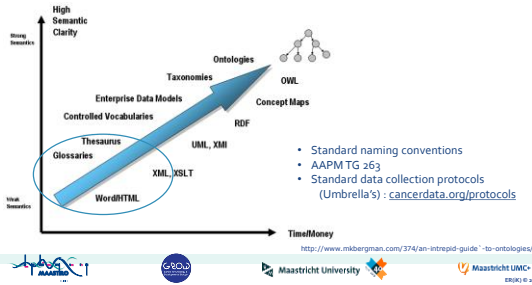 High
Semantic
Clarity
Strong
Semantics
Ontologies
Taxonomies
OWL
Enterprise Data Models
Concept Maps
Controlled Vocabularies
RDF
Thesaurus
UML, XMI
Glossaries
XML, XSLT
Word/HTML
Weak
Semantics
Time/Money
• Standard naming conventions
• AAPM TG 263
• Standard data collection protocols
(Umbrella's) : cancerdata.org/protocols
http://www.mkbergman.com/374/an-intrepid-guide`-to-ontologies/
MAASTRO
Maastricht University
Maastricht UMC+